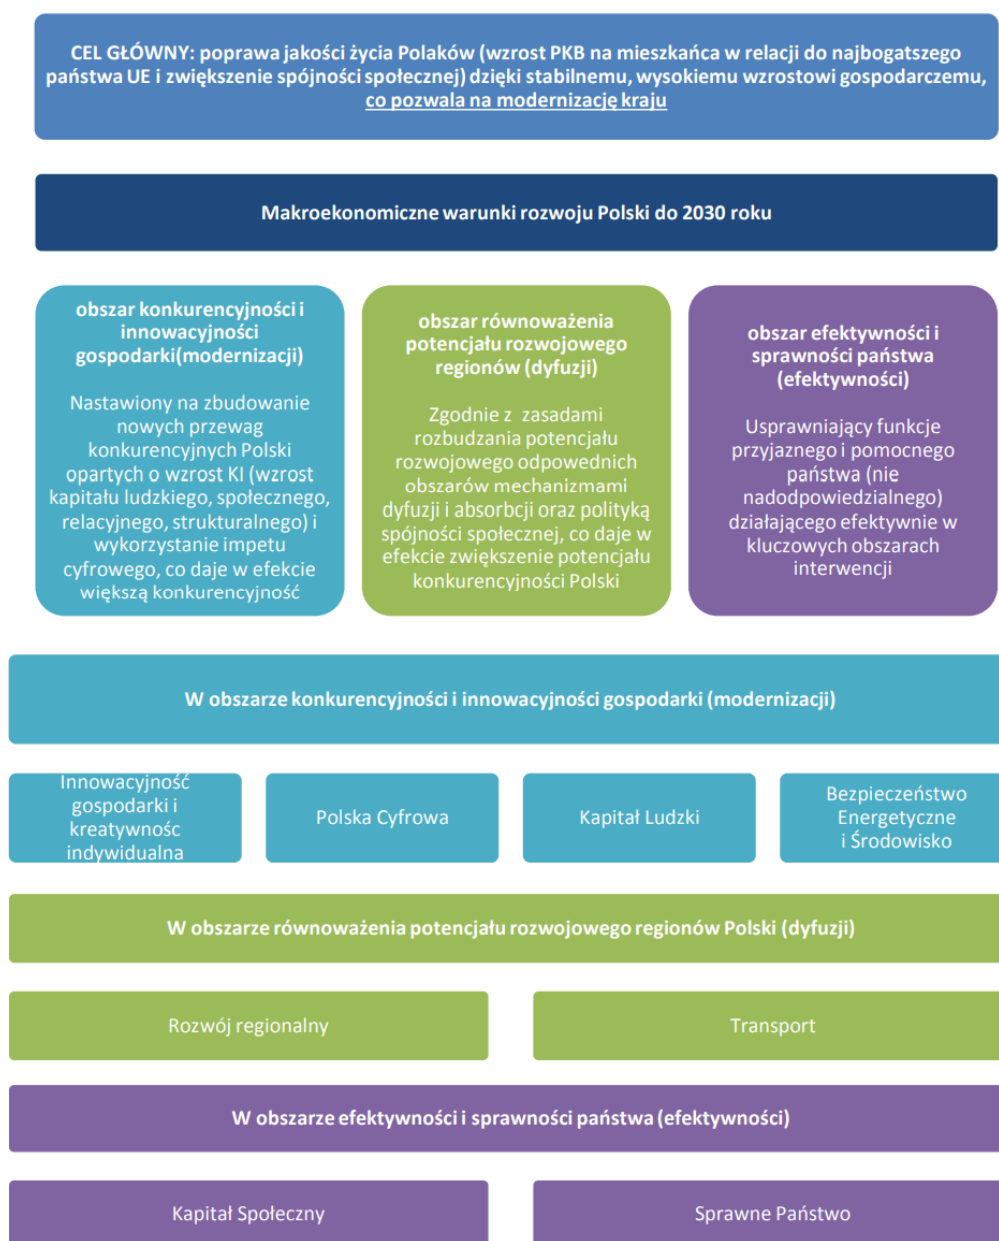 CEL GŁÓWNY: poprawa jakości życia Polaków (wzrost PKB na mieszkańca w relacji do najbogatszego
państwa UE i zwiększenie spójności społecznej) dzięki stabilnemu, wysokiemu wzrostowi gospodarczemu,
co pozwala na modernizację kraju
Makroekonomiczne warunki rozwoju Polski do 2030 roku
obszar konkurencyjności i
innowacyjności
gospodarki(modernizacji)
Nastawiony na zbudowanie
nowych przewag
konkurencyjnych Polski
opartych o wzrost KI (wzrost
kapitału ludzkiego, społecznego,
relacyjnego, strukturalnego) i
wykorzystanie impetu
cyfrowego, co daje w efekcie
większą konkurencyjność
obszar równoważenia
potencjału rozwojowego
regionów (dyfuzji)
Zgodnie z zasadami
rozbudzania potencjału
rozwojowego odpowednich
obszarów mechanizmami
dyfuzji i absorbcji oraz polityką
spójności społecznej, co daje w
efekcie zwiększenie potencjału
konkurencyjności Polski
obszar efektywności i
sprawności państwa
(efektywności)
Usprawniający funkcje
przyjaznego i pomocnego
państwa (nie
nadodpowiedzialnego)
działającego efektywnie w
kluczowych obszarach
interwencji
W obszarze konkurencyjności i innowacyjności gospodarki (modernizacji)
Innowacyjność
gospodarki i
kreatywnośc
indywidualna
Polska Cyfrowa
Kapitał Ludzki
Bezpieczeństwo
Energetyczne
i Środowisko
W obszarze równoważenia potencjału rozwojowego regionów Polski (dyfuzji)
Rozwój regionalny
Transport
W obszarze efektywności i sprawności państwa (efektywności)
Kapitał Społeczny
Sprawne Państwo